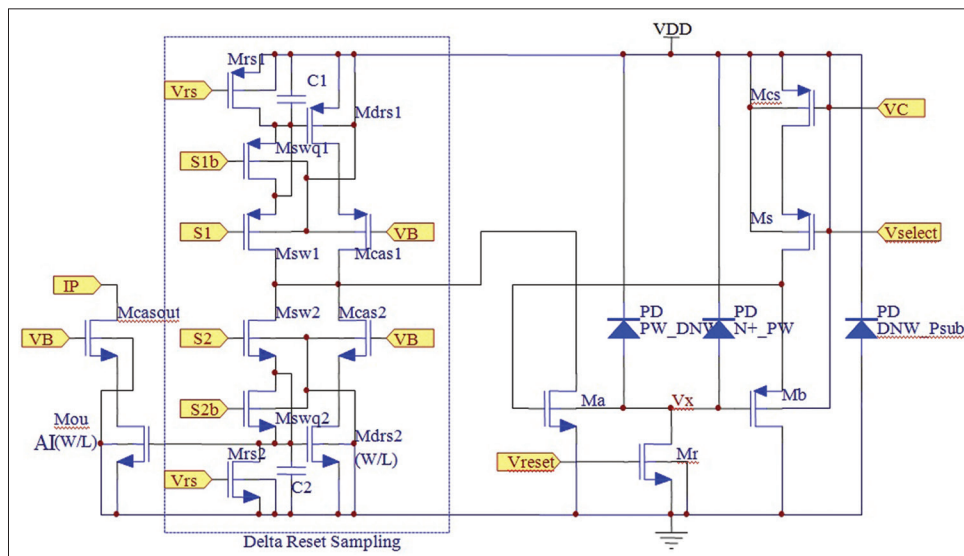 VDD
Mrs1
C1
Vrs
Mdrs1
Mcs
VC
Mswq1
S1b
Ms
S1
VB
Vselect
Msw1
Mcas1
IP
Mcasout
Msw2
Mcas2
PD
PW_DNW
PD
N+_PW
PD
DNW_Psub
VB
S2
VB
S2b
Ma
Vx
Mb
Mswq2
Mou
AI(W/L)
Mdrs2
(W/L)
Mrs2
Vreset
Mr
Vrs
C2
Delta Reset Sampling